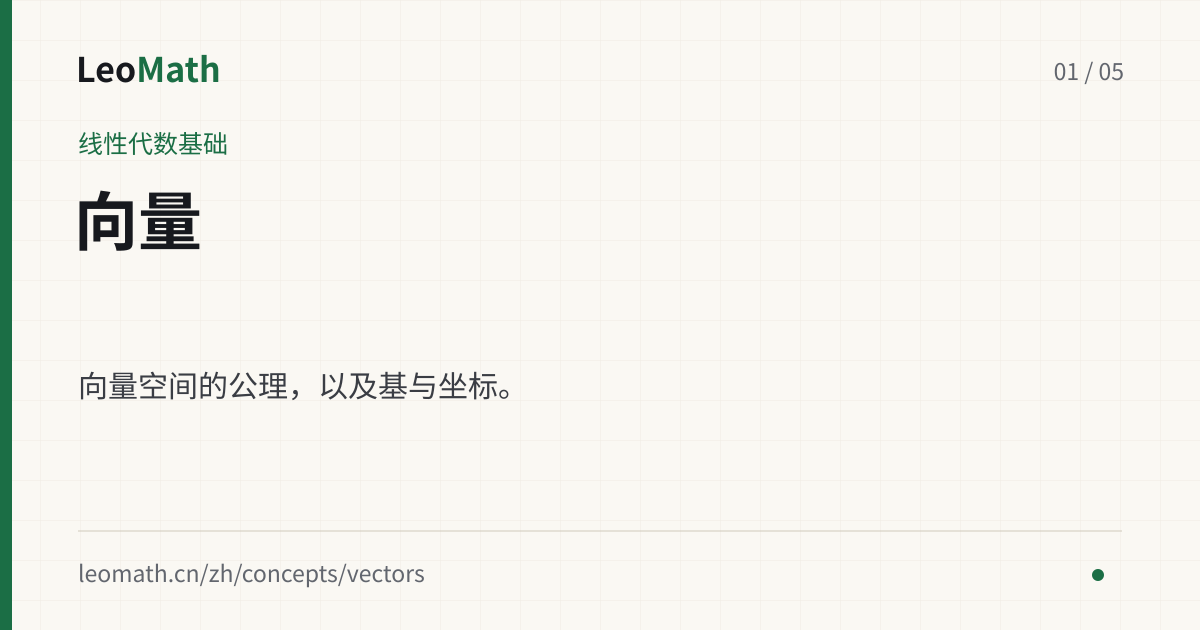 LeoMath
01 / 05
线性代数基础
向量
向量空间的公理，以及基与坐标。
leomath.cn/zh/concepts/vectors